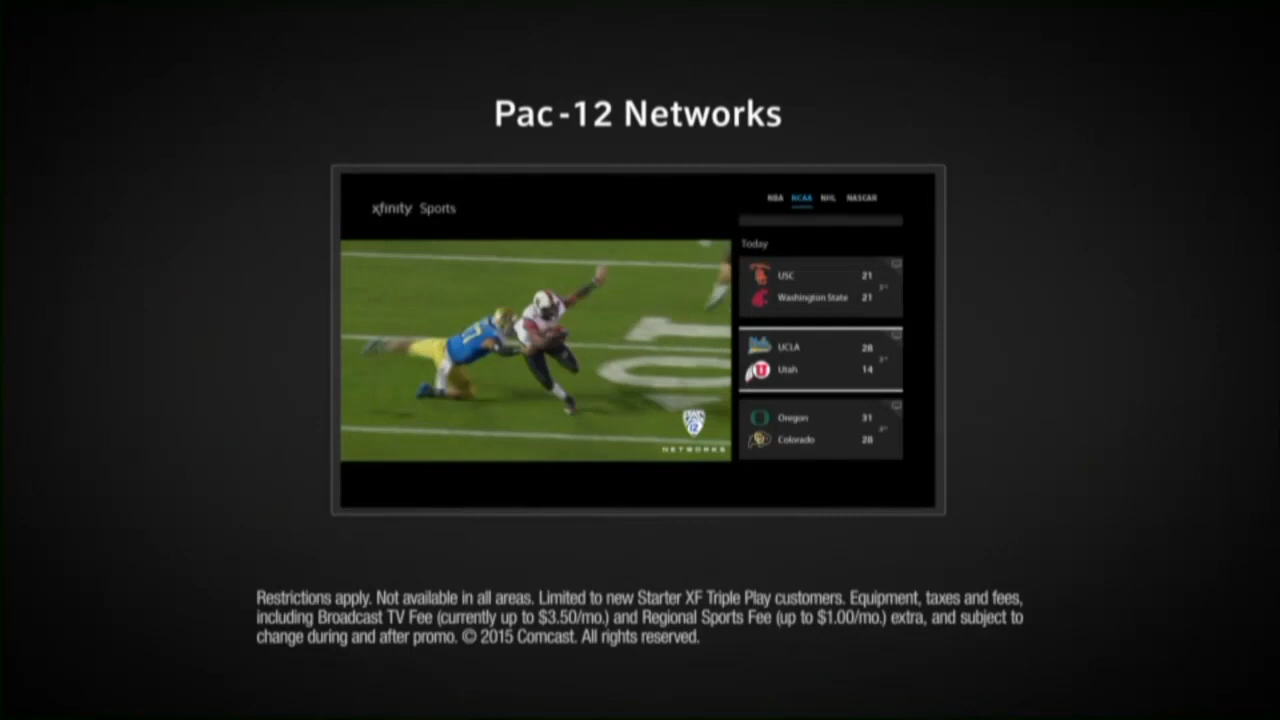 Pac-12 Networks
xfinity Sports
NBA NCAA NHL NASCAR
Today
USC 21
Washington State 21
UCLA 28
Utah 14
Oregon 31
Colorado 28
PAC
12
NETWORKS
Restrictions apply. Not available in all areas. Limited to new Starter XF Triple Play customers. Equipment, taxes and fees,
including Broadcast TV Fee (currently up to $3.50/mo.) and Regional Sports Fee (up to $1.00/mo.) extra, and subject to
change during and after promo. © 2015 Comcast. All rights reserved.